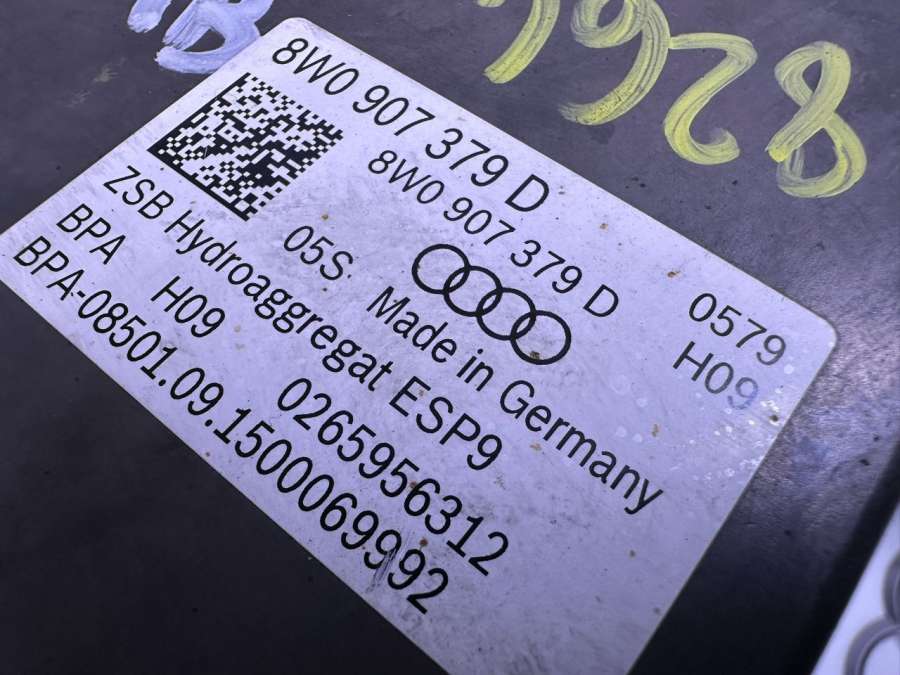 8W0 907 379 D
8W0 907 379 D
0579
H09
05S Made in Germany
ZSB Hydroaggregat ESP9
BPA H09 0265956312
BPA-08501.09.1500069992